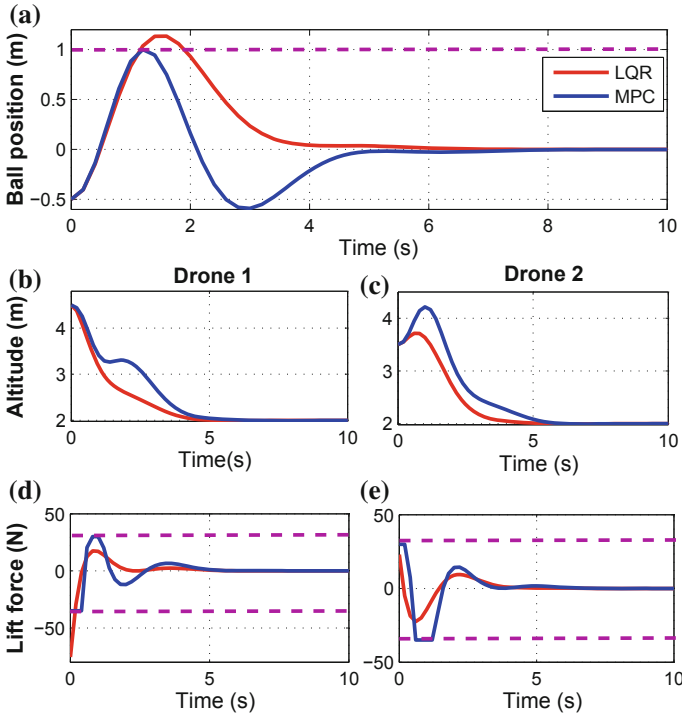 (a)
Ball position (m)
1
0.5
0
−0.5
0
2
4
6
8
10
Time (s)
LQR
MPC
(b)
Drone 1
Altitude (m)
4
3
2
0
5
10
Time(s)
(c)
Drone 2
4
3
2
0
5
10
Time (s)
(d)
Lift force (N)
50
0
−50
0
5
10
Time (s)
(e)
50
0
−50
0
5
10
Time (s)